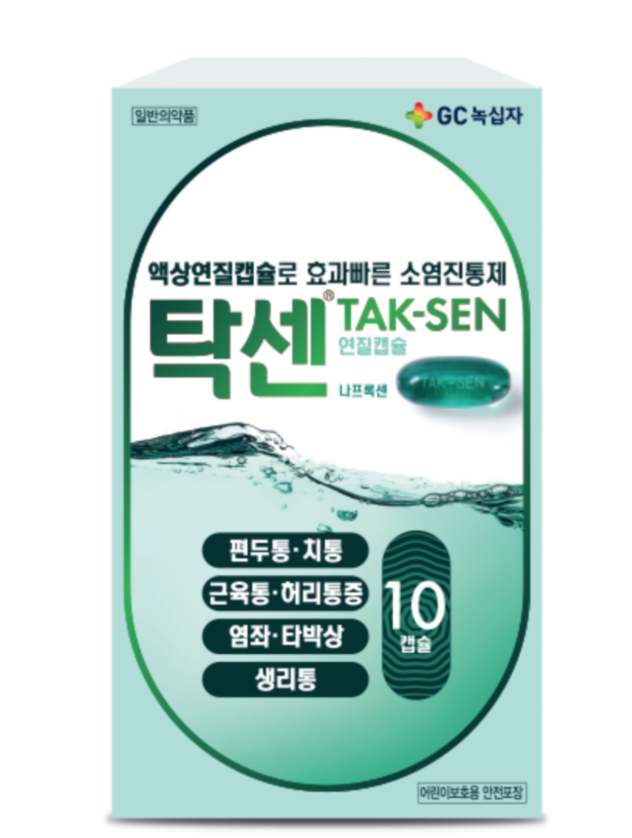 일반의약품
GC 녹십자
액상연질캡슐로 효과빠른 소염진통제
탁센® TAK-SEN
연질캡슐
나프록센
TAK-SEN
편두통·치통
근육통·허리통증
염좌·타박상
생리통
10
캡슐
어린이보호용 안전포장